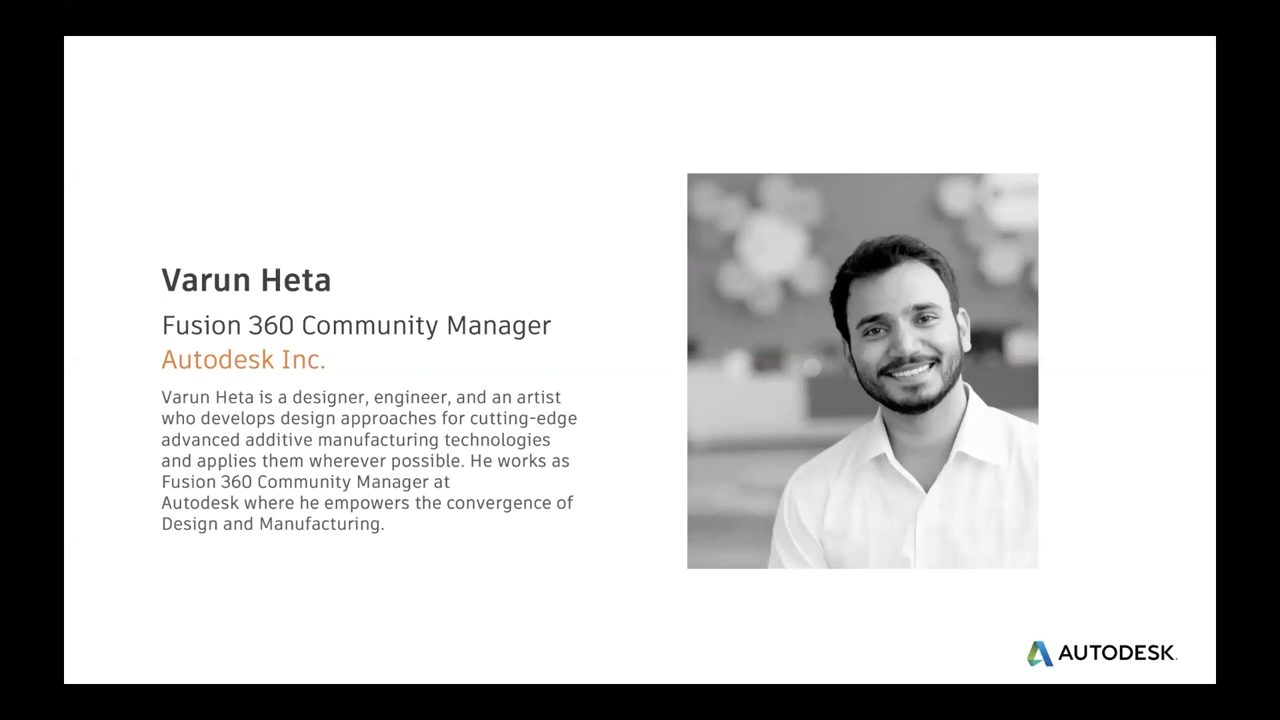 Varun Heta
Fusion 360 Community Manager
Autodesk Inc.
Varun Heta is a designer, engineer, and an artist
who develops design approaches for cutting-edge
advanced additive manufacturing technologies
and applies them wherever possible. He works as
Fusion 360 Community Manager at
Autodesk where he empowers the convergence of
Design and Manufacturing.
AUTODESK.